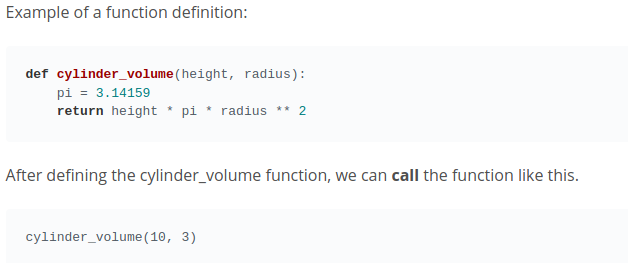 Example of a function definition:
def cylinder_volume(height, radius):
    pi = 3.14159
    return height * pi * radius ** 2
After defining the cylinder_volume function, we can call the function like this.
cylinder_volume(10, 3)